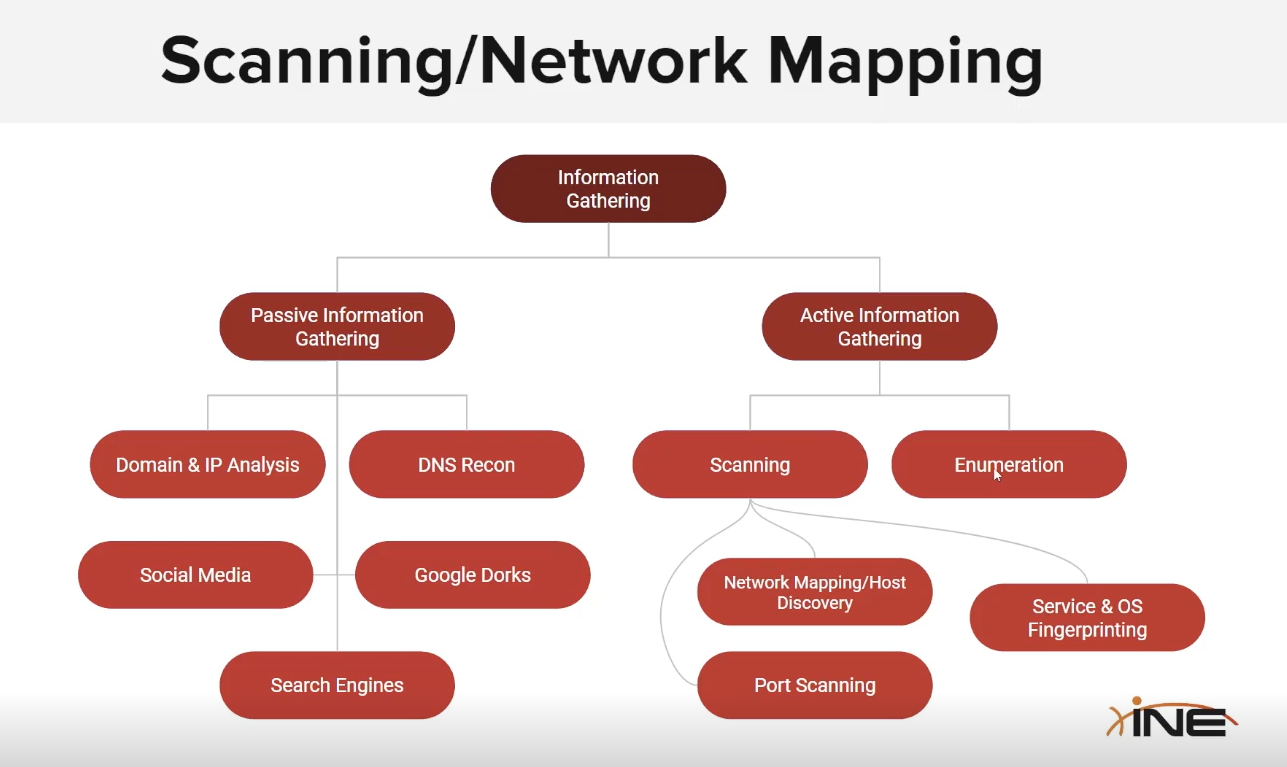 Scanning/Network Mapping
Information
Gathering
Passive Information
Gathering
Active Information
Gathering
Domain & IP Analysis
DNS Recon
Scanning
Enumeration
Social Media
Google Dorks
Network Mapping/Host
Discovery
Service & OS
Fingerprinting
Search Engines
Port Scanning
iNE